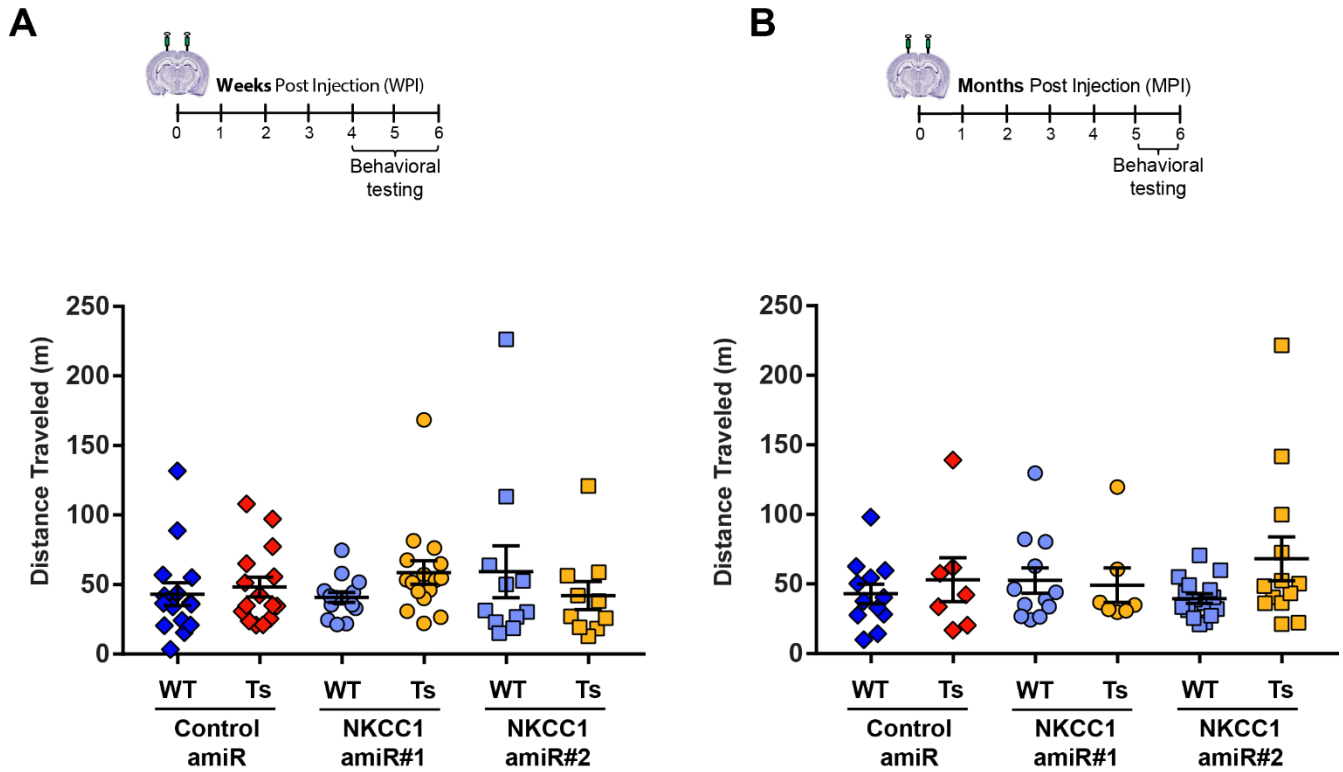 A
Weeks Post Injection (WPI)
0 1 2 3 4 5 6
Behavioral
testing
250
200
150
100
50
0
Distance Traveled (m)
WT Ts WT Ts WT Ts
Control NKCC1 NKCC1
amiR amiR#1 amiR#2
B
Months Post Injection (MPI)
0 1 2 3 4 5 6
Behavioral
testing
250
200
150
100
50
0
Distance Traveled (m)
WT Ts WT Ts WT Ts
Control NKCC1 NKCC1
amiR amiR#1 amiR#2